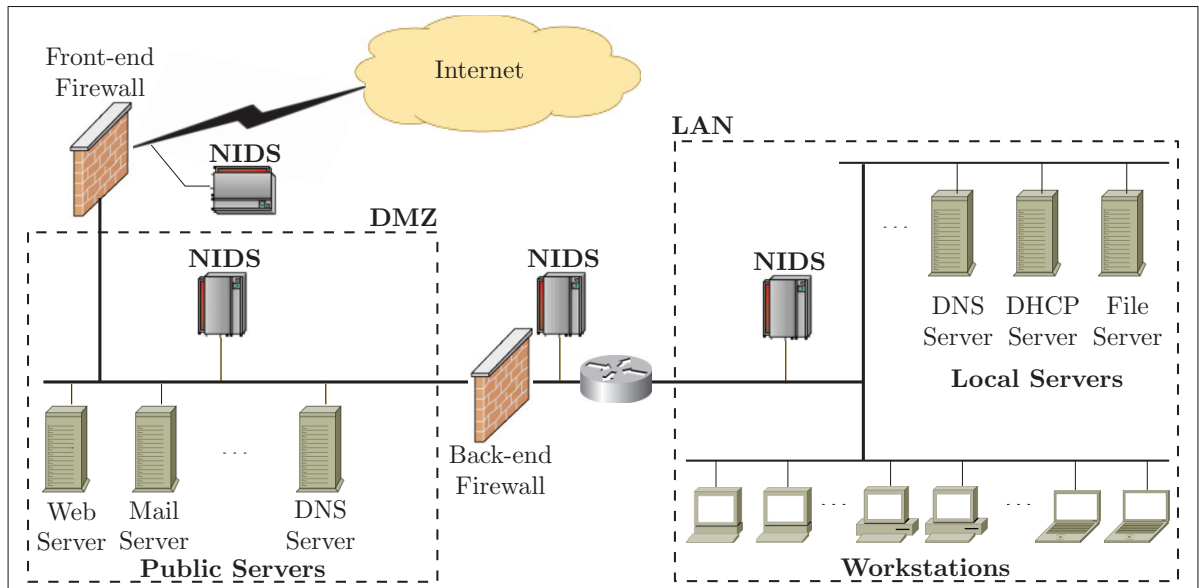 Front-end
Firewall
Internet
NIDS
LAN
DMZ
NIDS
NIDS
NIDS
. . .
DNS
Server
DHCP
Server
File
Server
Local Servers
Back-end
Firewall
. . .
Web
Server
Mail
Server
DNS
Server
Public Servers
. . .
. . .
Workstations